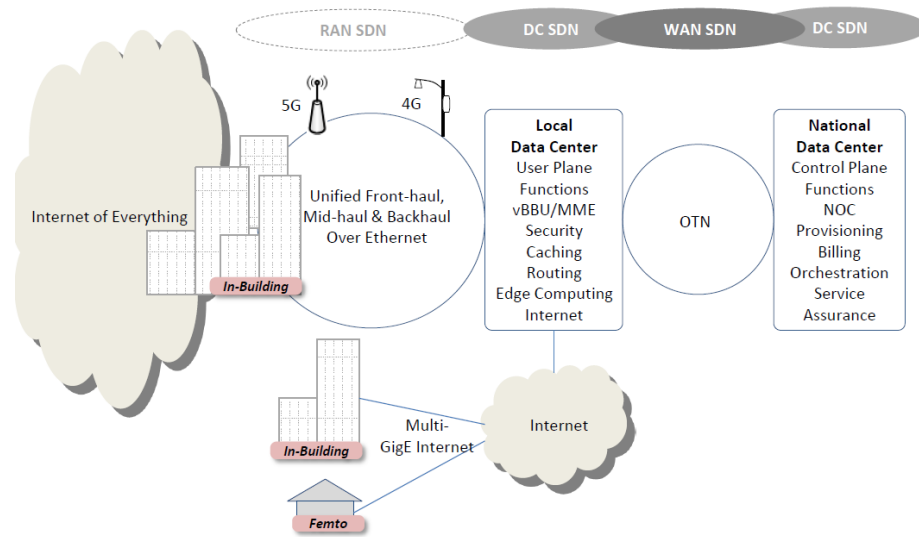 RAN SDN
DC SDN
WAN SDN
DC SDN
5G
4G
Internet of Everything
In-Building
Unified Front-haul,
Mid-haul & Backhaul
Over Ethernet
Local
Data Center
User Plane
Functions
vBBU/MME
Security
Caching
Routing
Edge Computing
Internet
OTN
National
Data Center
Control Plane
Functions
NOC
Provisioning
Billing
Orchestration
Service
Assurance
In-Building
Multi-
GigE Internet
Internet
Femto